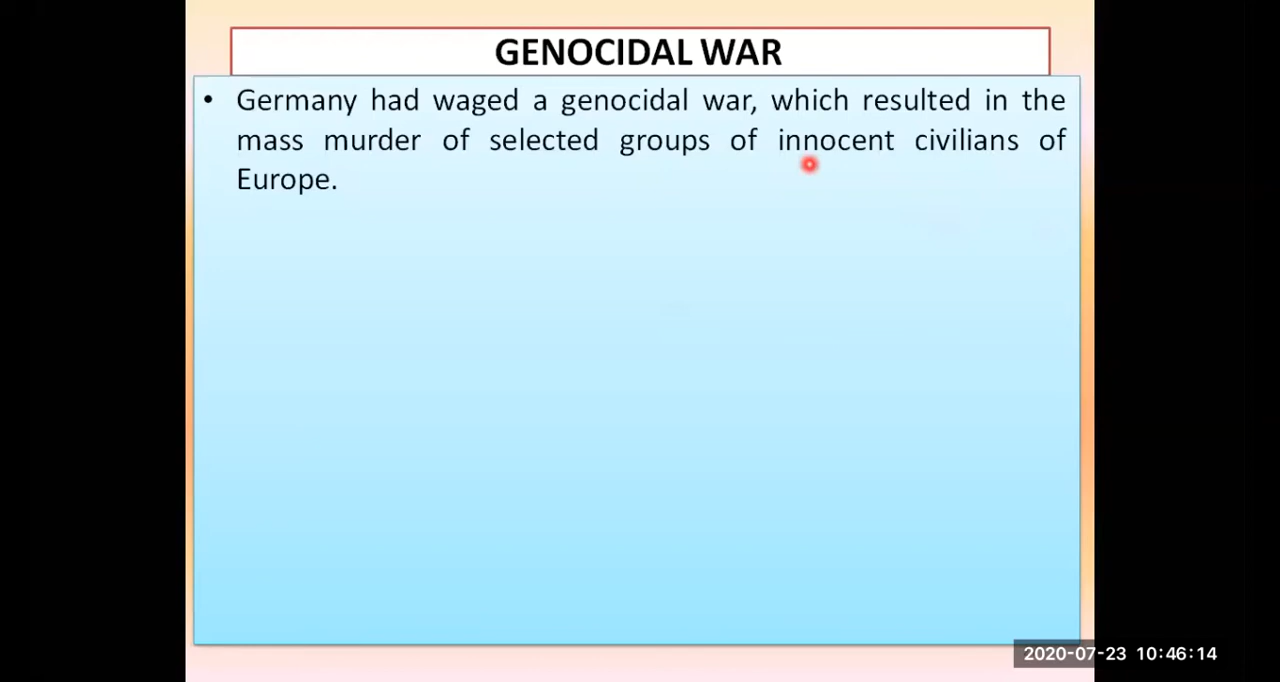 GENOCIDAL WAR
• Germany had waged a genocidal war, which resulted in the
mass murder of selected groups of innocent civilians of
Europe.
2020-07-23 10:46:14